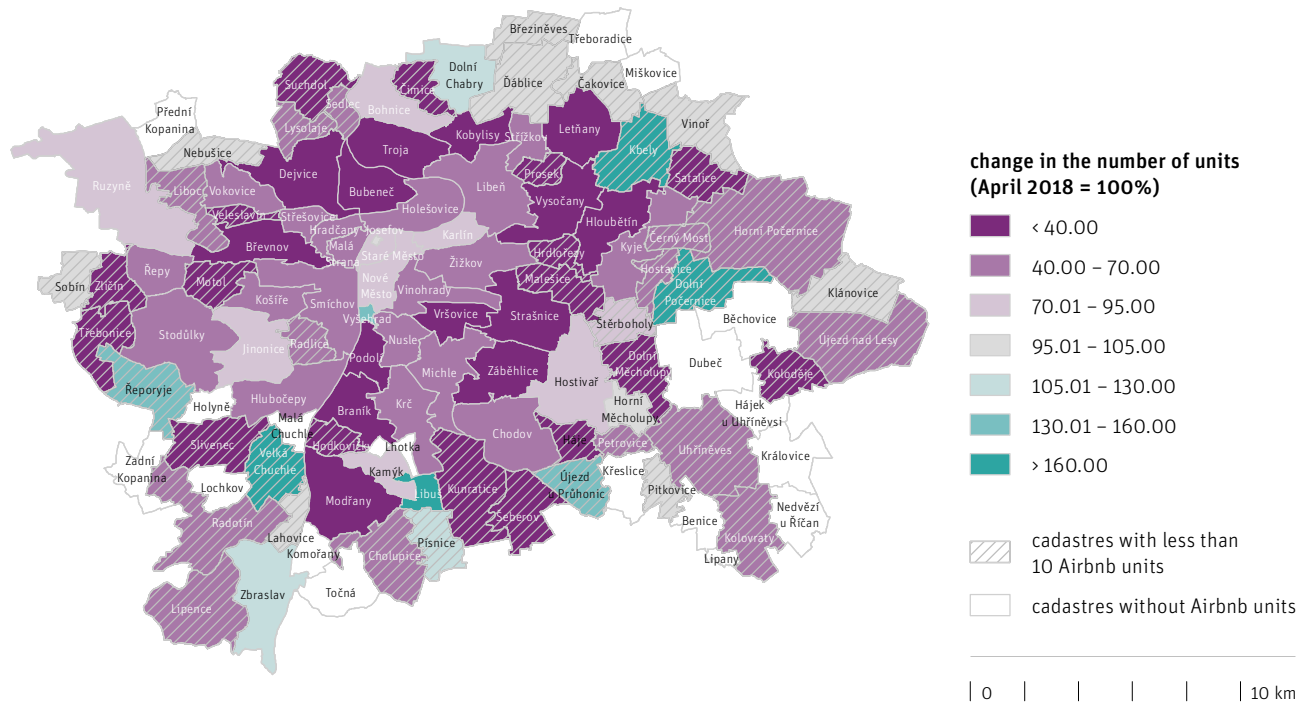 Březiněves
Třeboradice
Dolní
Chabry
Ďáblice
Čakovice
Miškovice
Suchdol
Čimice
Sedlec
Bohnice
Přední
Kopanina
Lysolaje
Kobylisy
Střížkov
Letňany
Vinoř
Kbely
Nebušice
Troja
Ruzyně
Liboc
Vokovice
Dejvice
Bubeneč
Libeň
Prosek
Satalice
Vysočany
Holešovice
Veleslavín
Střešovice
Hloubětín
Horní Počernice
Hradčany
Josefov
Karlín
Břevnov
Malá
Strana
Staré Město
Kyje
Černý Most
Hrdlořezy
Žižkov
Hostavice
Řepy
Motol
Sobín
Zličín
Nové
Město
Vinohrady
Malešice
Dolní
Počernice
Klánovice
Košíře
Smíchov
Vyšehrad
Vršovice
Strašnice
Štěrboholy
Běchovice
Třebonice
Stodůlky
Jinonice
Radlice
Nusle
Újezd nad Lesy
Podolí
Michle
Záběhlice
Dolní
Měcholupy
Dubeč
Koloděje
Hostivař
Řeporyje
Hlubočepy
Holyně
Malá
Chuchle
Braník
Krč
Horní
Měcholupy
Hájek
u Uhříněvsi
Slivenec
Hodkovičky
Lhotka
Chodov
Háje
Petrovice
Uhříněves
Královice
Velká
Chuchle
Zadní
Kopanina
Lochkov
Kamýk
Křeslice
Újezd
u Průhonic
Pitkovice
Modřany
Libuš
Kunratice
Šeberov
Nedvězí
u Říčan
Benice
Radotín
Lahovice
Komořany
Písnice
Kolovraty
Cholupice
Lipany
Točná
Zbraslav
Lipence
change in the number of units
(April 2018 = 100%)
< 40.00
40.00 – 70.00
70.01 – 95.00
95.01 – 105.00
105.01 – 130.00
130.01 – 160.00
> 160.00
cadastres with less than
10 Airbnb units
cadastres without Airbnb units
0
10 km